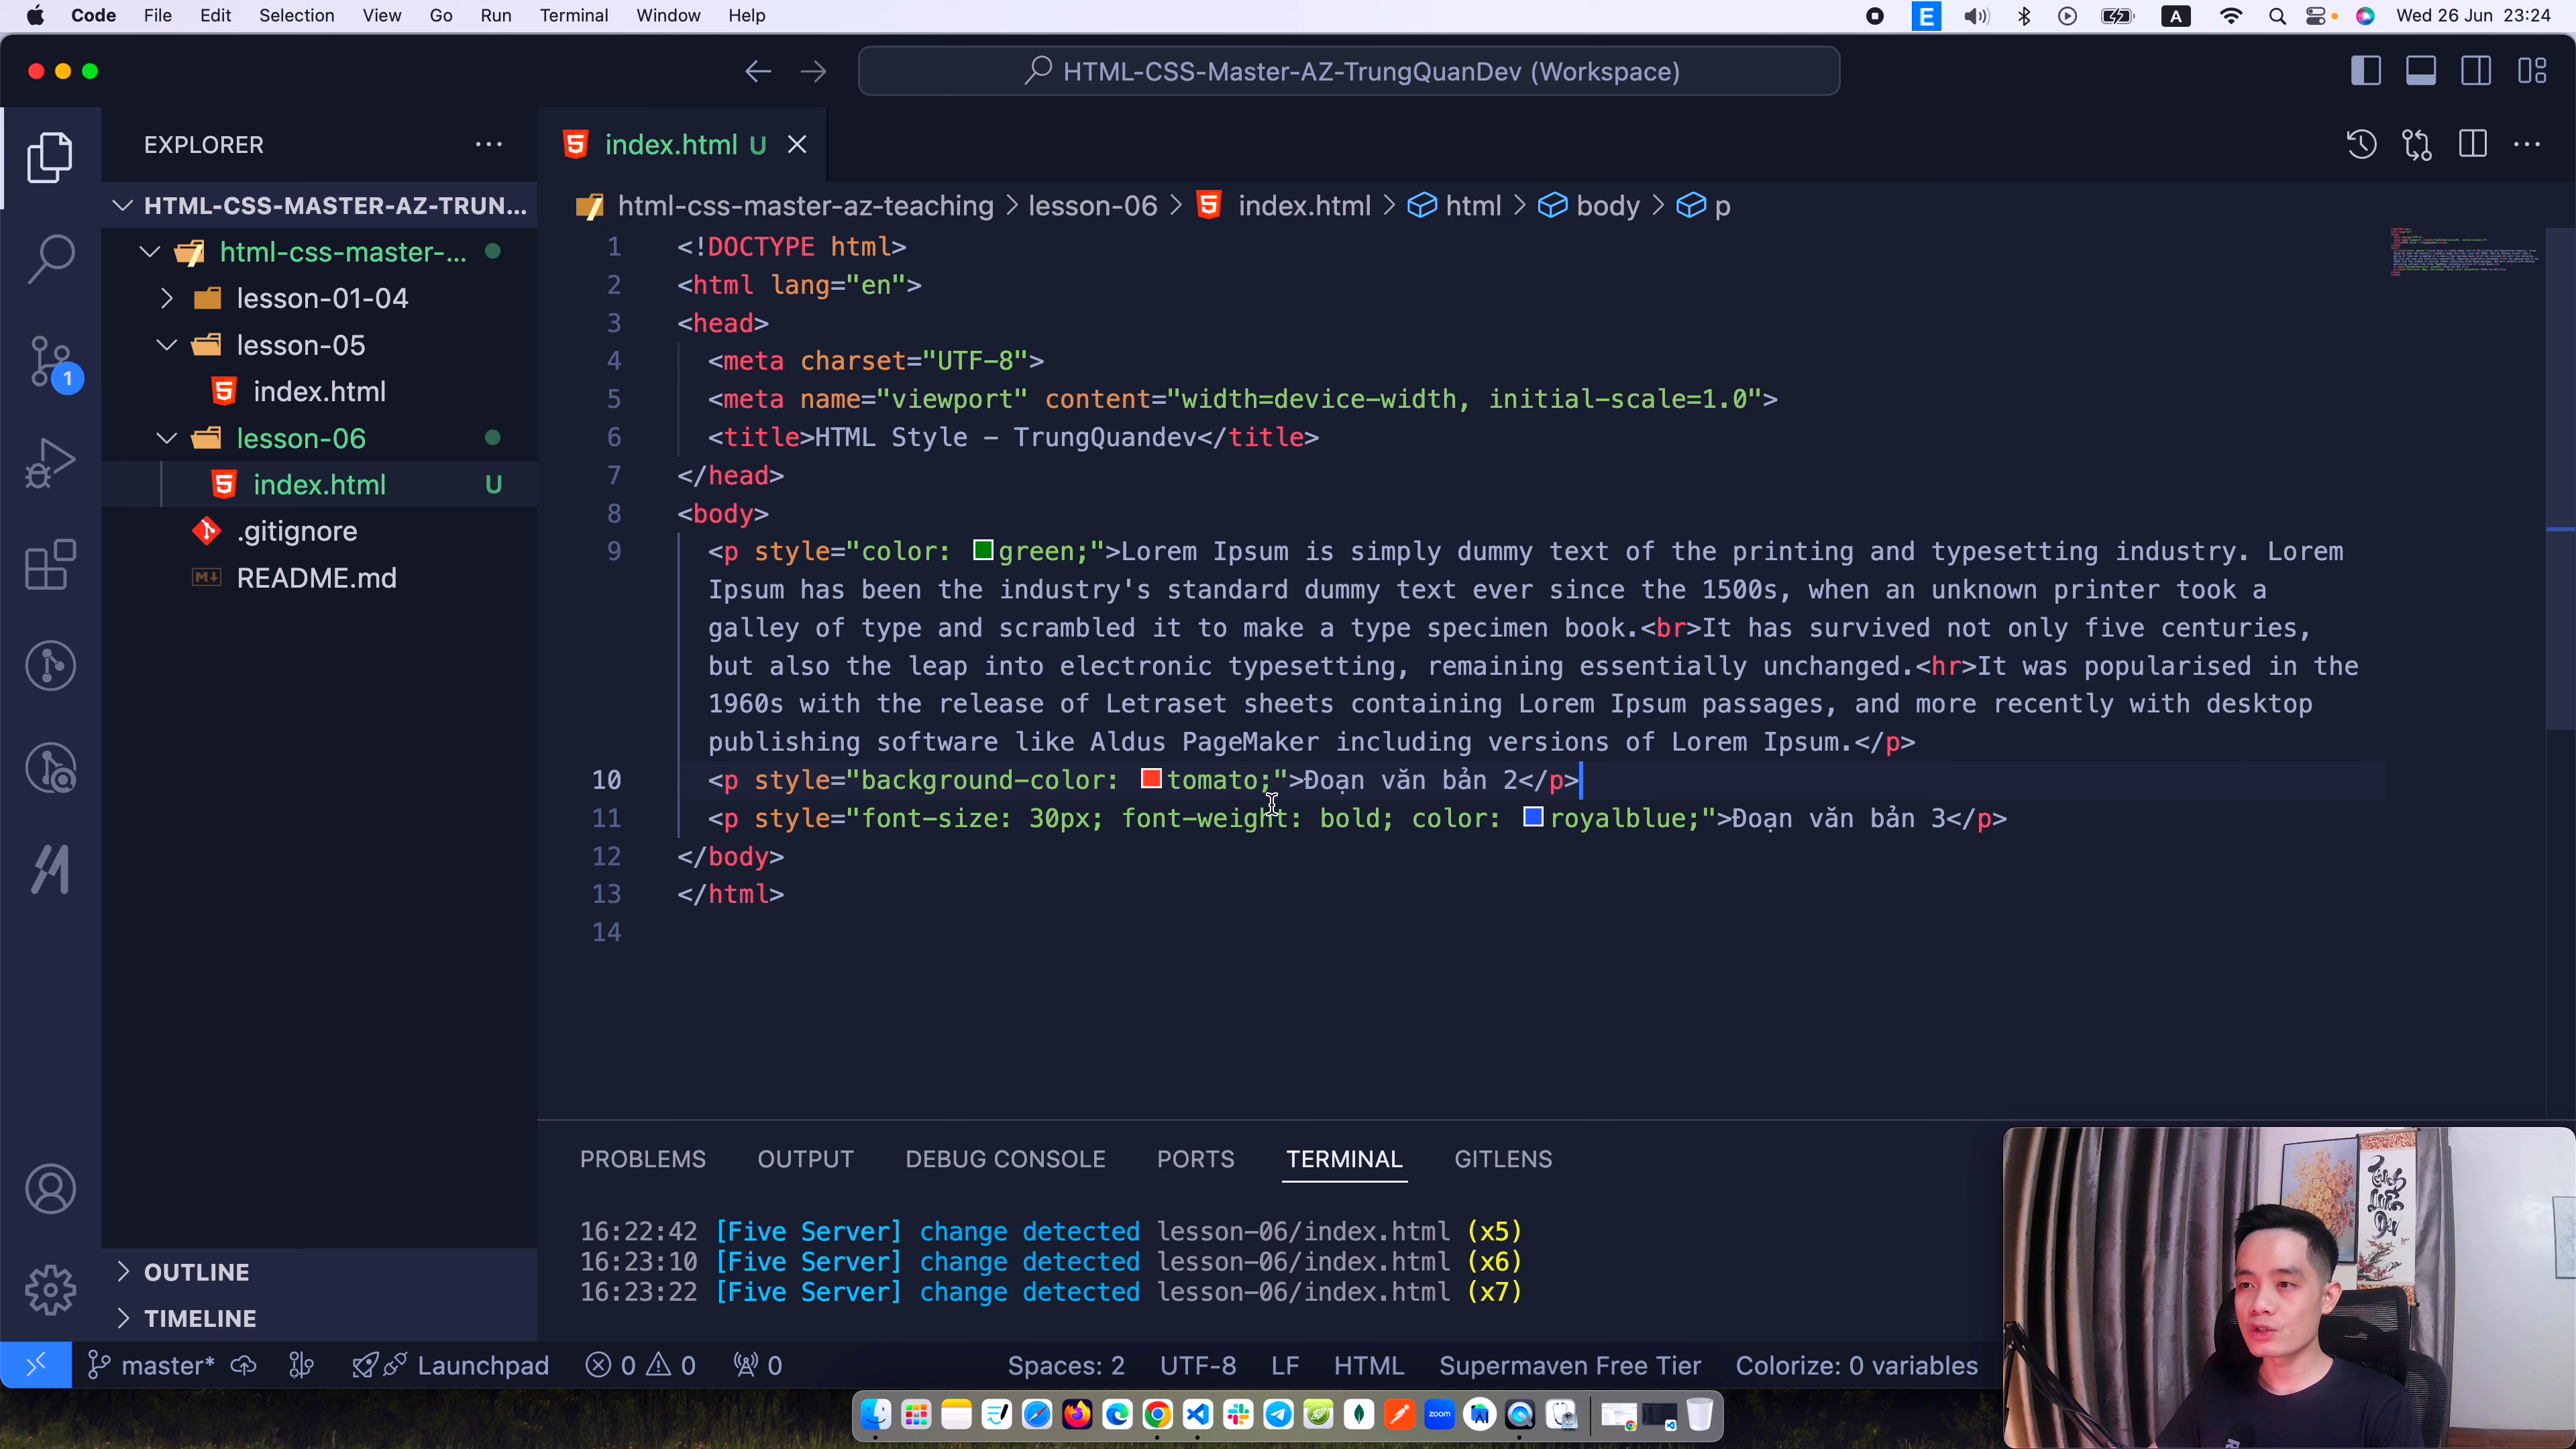 Code File Edit Selection View Go Run Terminal Window Help
E A Wed 26 Jun 23:24
HTML-CSS-Master-AZ-TrungQuanDev (Workspace)
EXPLORER
index.html U
HTML-CSS-MASTER-AZ-TRUN...
html-css-master-az-teaching > lesson-06 > index.html > html > body > p
html-css-master-...
lesson-01-04
lesson-05
index.html
lesson-06
index.html U
.gitignore
README.md
1 <!DOCTYPE html>
2 <html lang="en">
3 <head>
4 <meta charset="UTF-8">
5 <meta name="viewport" content="width=device-width, initial-scale=1.0">
6 <title>HTML Style - TrungQuandev</title>
7 </head>
8 <body>
9 <p style="color: green;">Lorem Ipsum is simply dummy text of the printing and typesetting industry. Lorem
Ipsum has been the industry's standard dummy text ever since the 1500s, when an unknown printer took a
galley of type and scrambled it to make a type specimen book.<br>It has survived not only five centuries,
but also the leap into electronic typesetting, remaining essentially unchanged.<hr>It was popularised in the
1960s with the release of Letraset sheets containing Lorem Ipsum passages, and more recently with desktop
publishing software like Aldus PageMaker including versions of Lorem Ipsum.</p>
10 <p style="background-color: tomato;">Đoạn văn bản 2</p>
11 <p style="font-size: 30px; font-weight: bold; color: royalblue;">Đoạn văn bản 3</p>
12 </body>
13 </html>
14
1
PROBLEMS OUTPUT DEBUG CONSOLE PORTS TERMINAL GITLENS
16:22:42 [Five Server] change detected lesson-06/index.html (x5)
16:23:10 [Five Server] change detected lesson-06/index.html (x6)
16:23:22 [Five Server] change detected lesson-06/index.html (x7)
OUTLINE
TIMELINE
master* Launchpad 0 0 0 Spaces: 2 UTF-8 LF HTML Supermaven Free Tier Colorize: 0 variables
zoom